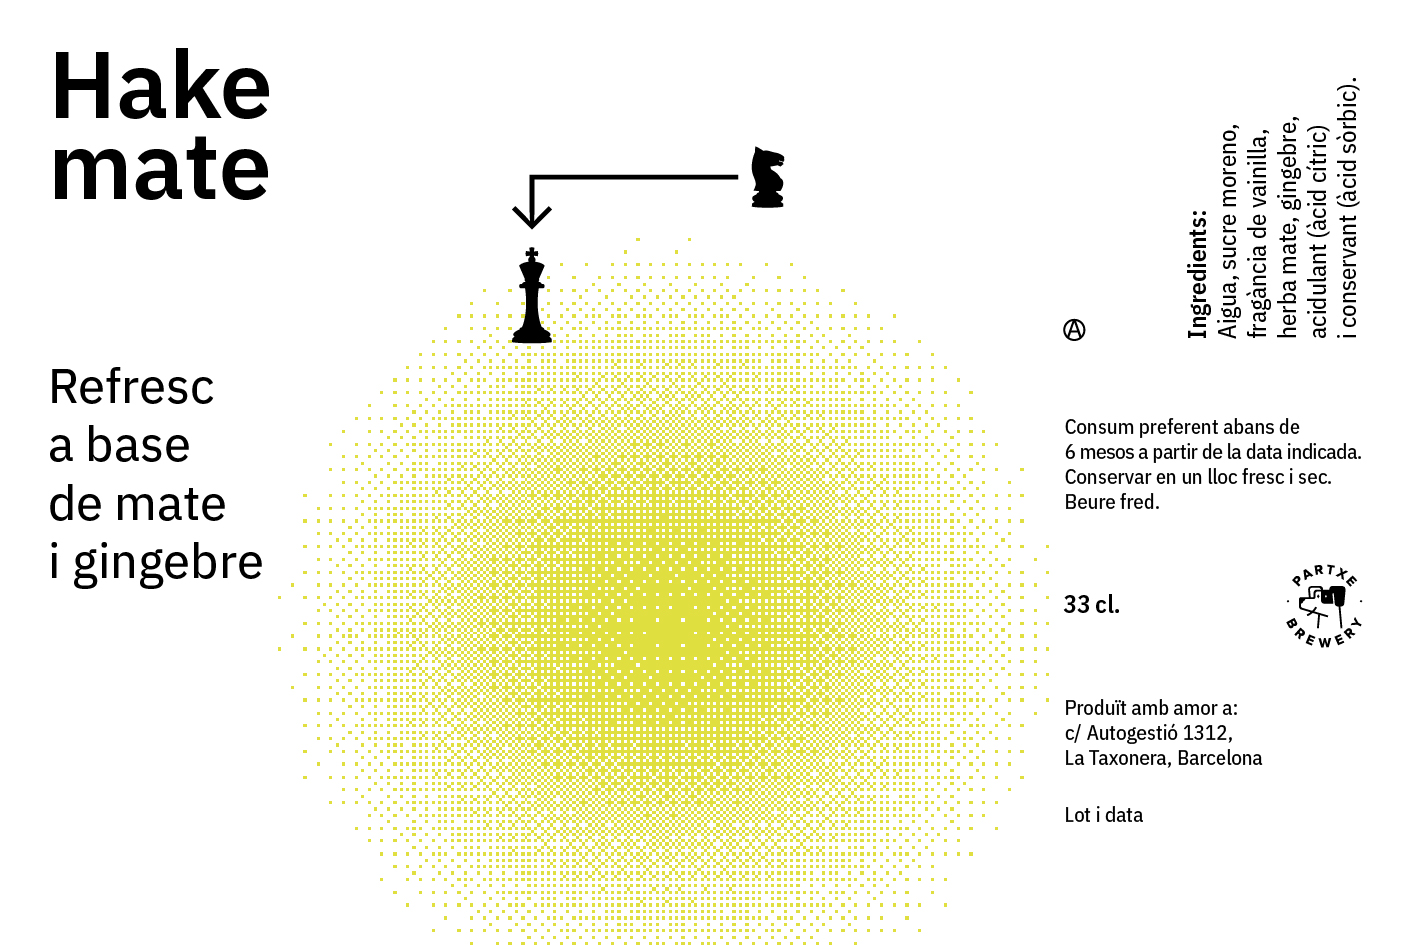 Hake
mate
Refresc
a base
de mate
i gingebre
Ingredients:
Aigua, sucre moreno,
fragància de vainilla,
herba mate, gingebre,
acidulant (àcid cítric)
i conservant (àcid sòrbic).
Consum preferent abans de
6 mesos a partir de la data indicada.
Conservar en un lloc fresc i sec.
Beure fred.
33 cl.
PARTXE
BREWERY
Produït amb amor a:
c/ Autogestió 1312,
La Taxonera, Barcelona
Lot i data